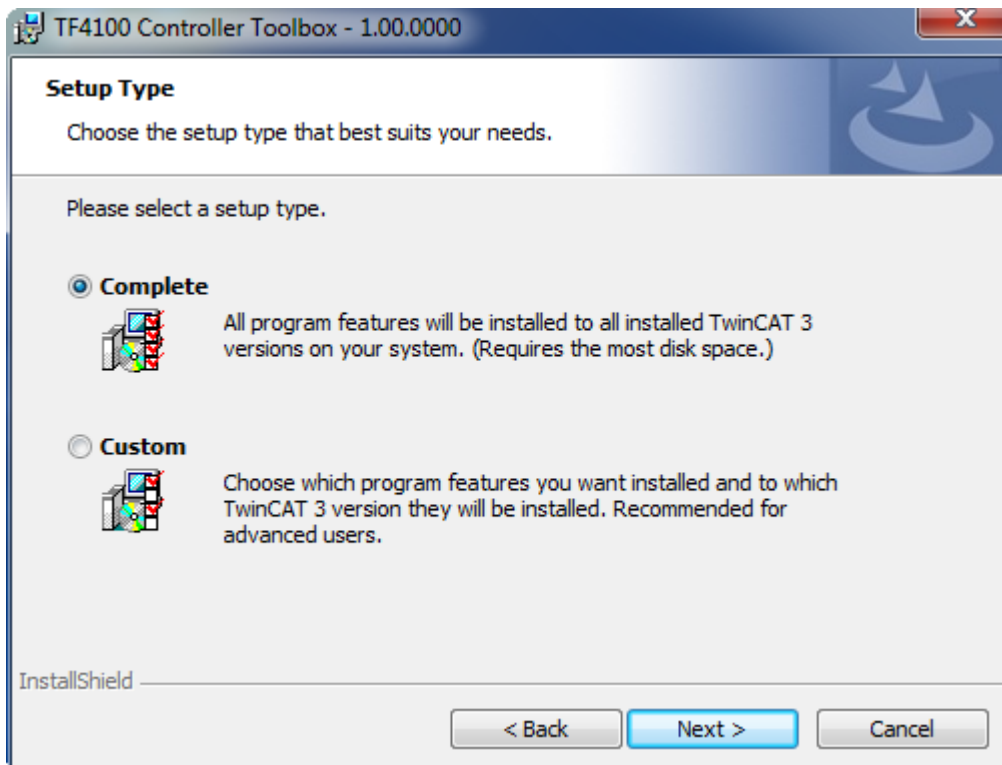 TF4100 Controller Toolbox - 1.00.0000
Setup Type
Choose the setup type that best suits your needs.
Please select a setup type.
Complete
All program features will be installed to all installed TwinCAT 3
versions on your system. (Requires the most disk space.)
Custom
Choose which program features you want installed and to which
TwinCAT 3 version they will be installed. Recommended for
advanced users.
InstallShield
< Back
Next >
Cancel